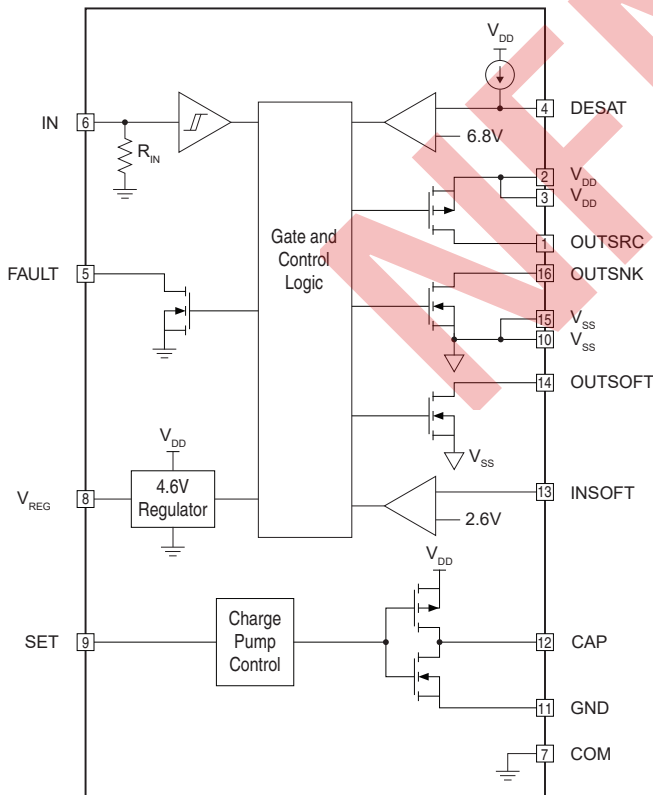 V_DD
IN 6
4 DESAT
6.8V
R_IN
2 V_DD
3 V_DD
Gate and
Control
Logic
1 OUTSRC
FAULT 5
16 OUTSNK
15 V_SS
10 V_SS
14 OUTSOFT
V_DD
V_SS
V_REG 8
4.6V
Regulator
13 INSOFT
2.6V
V_DD
SET 9
Charge
Pump
Control
12 CAP
11 GND
7 COM